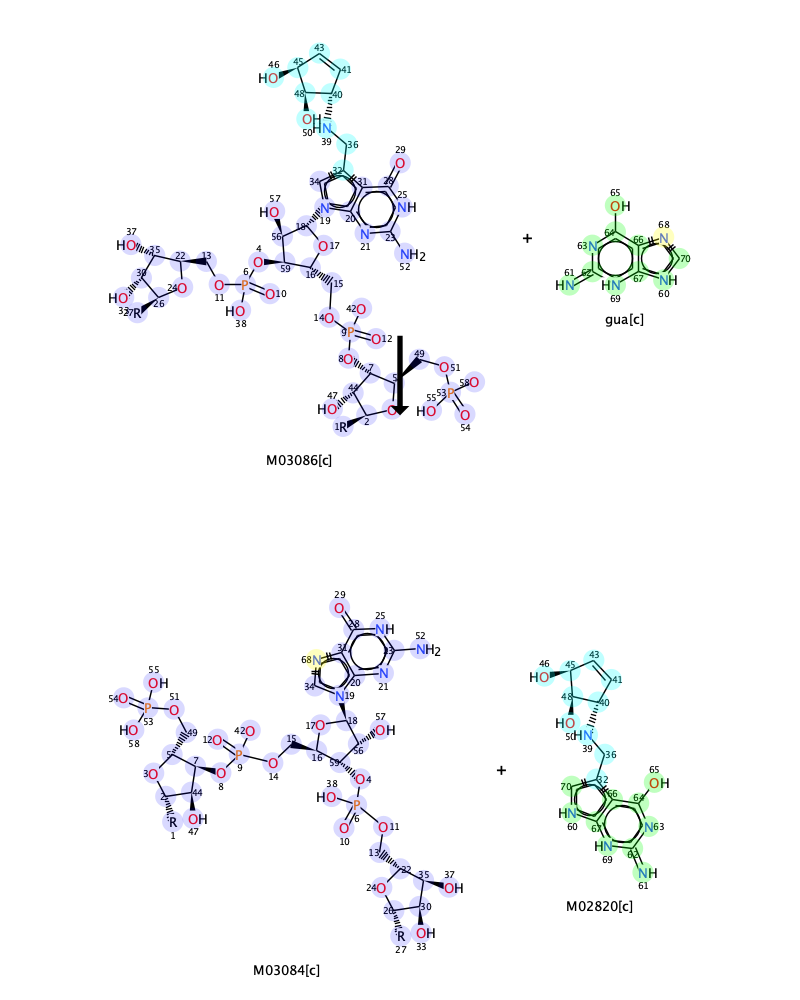 43
46 45 41
HO
48 40
OH HN
50 39 36
29
O
32
34 31 28
25
NH
57
HO N 20 N 23
19 21 NH2
52
56 18
O 17
37
HO 35 22 13 4
O 59 16 15
30 24 O 6
P O 10
O
11
HO
33 26
27 R
HO
38
14 O 42 O
9 P O 12
8 O
7 5 49
O 51
44
47
HO O
1 R 2
53 P 58 O
55
HO O
54
M03086[c]
+
65
OH
64 68
63 N 66 N
61 62 70
HN 67 NH
NH 60
69
gua[c]
29
O
28 25
NH 52
NH2
68 N 31 23
34 20 N
N 19 21
55
OH
54 O P O 51
53
HO
58
49
12 O 42 O
P
9
O
14
15
17 O 18 57
OH
16 56
59
3 O 5 7
O
8
44
R
1
OH
47
O 4
38
HO P 6
O
10
O 11
13
22 35 37
OH
24 O
26 30
R
27
OH
33
M03084[c]
+
43
46
HO 45 41
48 40
HO HN
50 39
36
32
70 65
OH
66 64
HN
60 67 N 63
HN
69 62
NH
61
M02820[c]